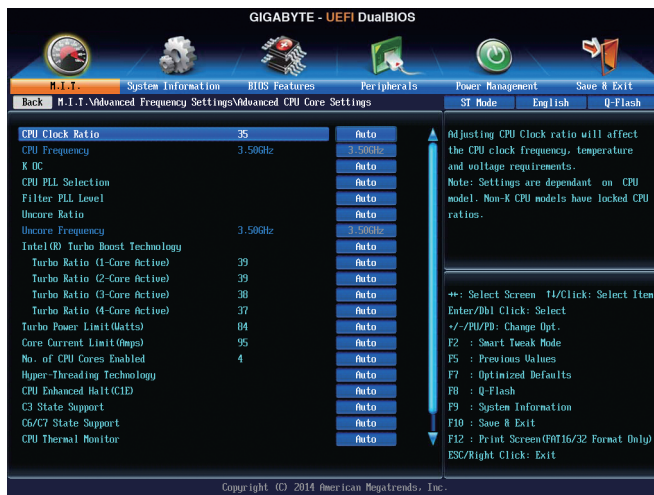 GIGABYTE - UEFI DualBIOS
M.I.T. System Information BIOS Features Peripherals Power Management Save & Exit
Back M.I.T.\Advanced Frequency Settings\Advanced CPU Core Settings ST Mode English Q-Flash
CPU Clock Ratio 35 Auto
CPU Frequency 3.50GHz 3.50GHz
K OC Auto
CPU PLL Selection Auto
Filter PLL Level Auto
Uncore Ratio Auto
Uncore Frequency 3.50GHz 3.50GHz
Intel(R) Turbo Boost Technology Auto
Turbo Ratio (1-Core Active) 39 Auto
Turbo Ratio (2-Core Active) 39 Auto
Turbo Ratio (3-Core Active) 38 Auto
Turbo Ratio (4-Core Active) 37 Auto
Turbo Power Limit(Watts) 84 Auto
Core Current Limit(Amps) 95 Auto
No. of CPU Cores Enabled 4 Auto
Hyper-Threading Technology Auto
CPU Enhanced Halt(C1E) Auto
C3 State Support Auto
C6/C7 State Support Auto
CPU Thermal Monitor Auto
Adjusting CPU Clock ratio will affect
the CPU clock frequency, temperature
and voltage requirements.
Note: Settings are dependant on CPU
model. Non-K CPU models have locked CPU
ratios.
→←: Select Screen ↑↓/Click: Select Item
Enter/Dbl Click: Select
+/-/PU/PD: Change Opt.
F2 : Smart Tweak Mode
F5 : Previous Values
F7 : Optimized Defaults
F8 : Q-Flash
F9 : System Information
F10 : Save & Exit
F12 : Print Screen(FAT16/32 Format Only)
ESC/Right Click: Exit
Copyright (C) 2014 American Megatrends, Inc.